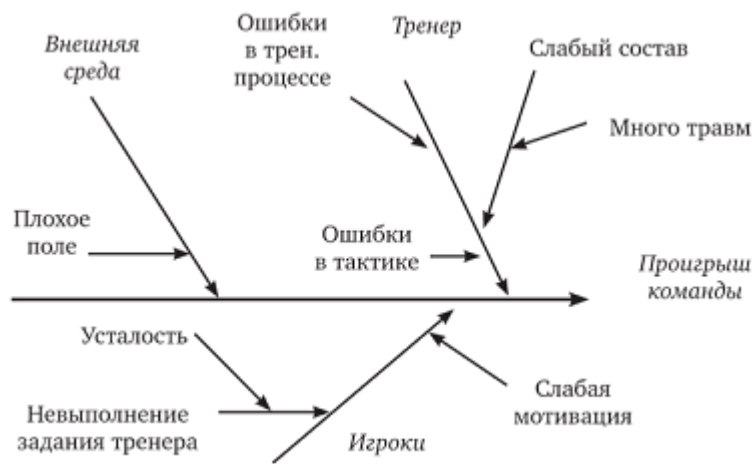 Внешняя
среда
Ошибки
в трен.
процессе
Тренер
Слабый состав
Много травм
Плохое
поле
Ошибки
в тактике
Проигрыш
команды
Усталость
Невыполнение
задания тренера
Игроки
Слабая
мотивация